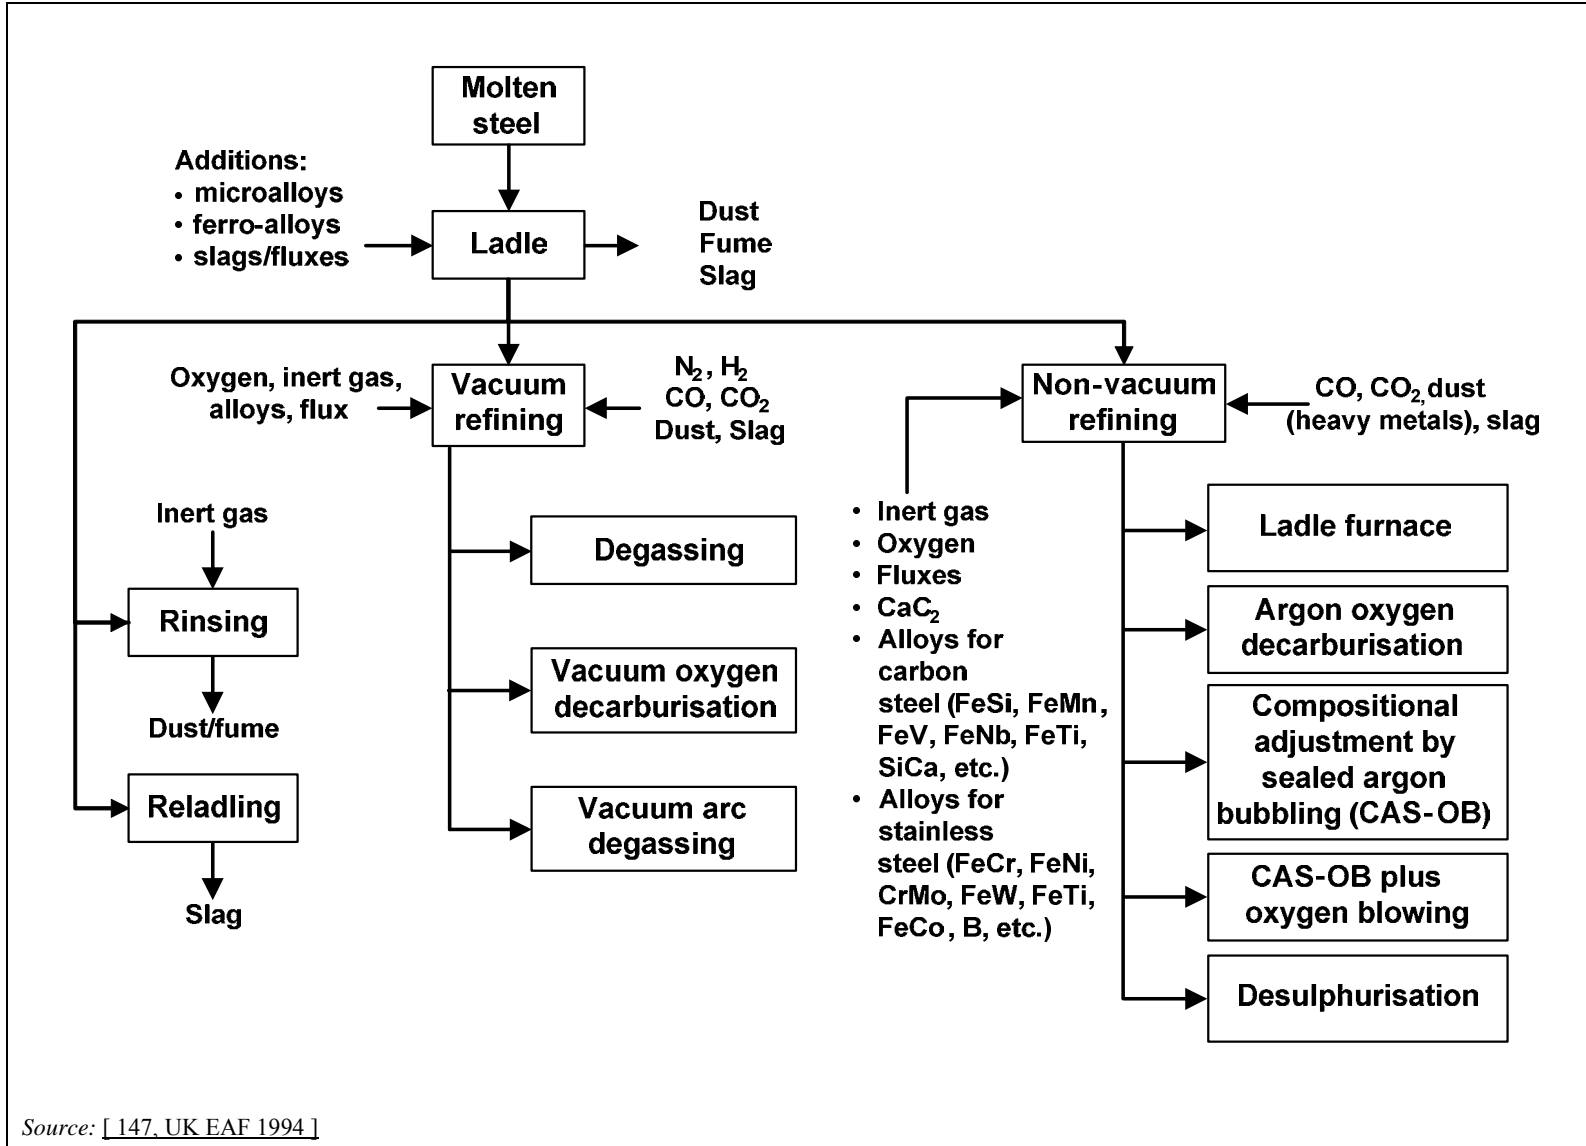 Molten
steel
Additions:
• microalloys
• ferro-alloys
• slags/fluxes
Ladle
Dust
Fume
Slag
Oxygen, inert gas,
alloys, flux
Vacuum
refining
N₂, H₂
CO, CO₂
Dust, Slag
Non-vacuum
refining
CO, CO₂, dust
(heavy metals), slag
Inert gas
Rinsing
Dust/fume
Reladling
Slag
Degassing
Vacuum oxygen
decarburisation
Vacuum arc
degassing
• Inert gas
• Oxygen
• Fluxes
• CaC₂
• Alloys for
carbon
steel (FeSi, FeMn,
FeV, FeNb, FeTi,
SiCa, etc.)
• Alloys for
stainless
steel (FeCr, FeNi,
CrMo, FeW, FeTi,
FeCo, B, etc.)
Ladle furnace
Argon oxygen
decarburisation
Compositional
adjustment by
sealed argon
bubbling (CAS-OB)
CAS-OB plus
oxygen blowing
Desulphurisation
Source: [ 147, UK EAF 1994 ]